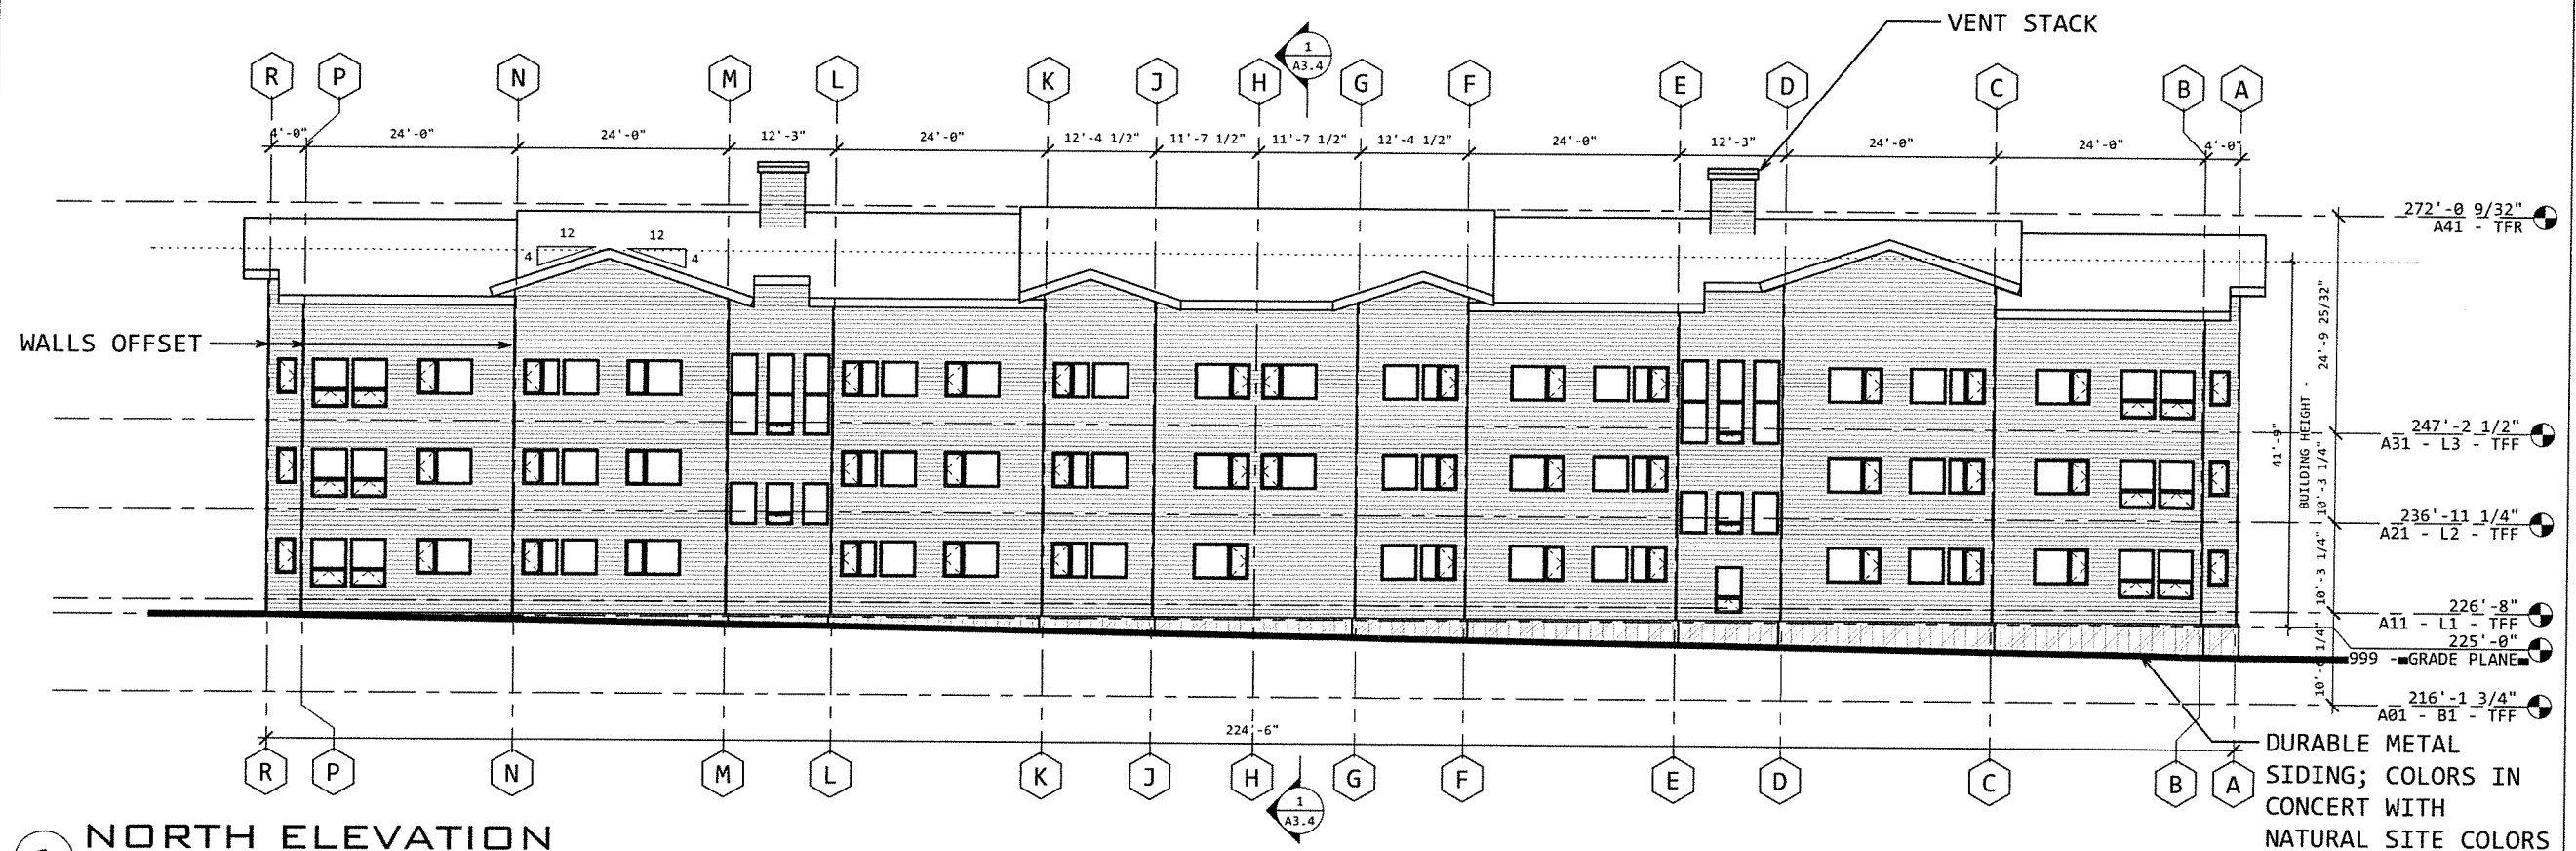 VENT STACK
1
A3.4
R P N M L K J H G F E D C B A
4'-0" 24'-0" 24'-0" 12'-3" 24'-0" 12'-4 1/2" 11'-7 1/2" 11'-7 1/2" 12'-4 1/2" 24'-0" 12'-3" 24'-0" 24'-0" 4'-0"
272'-0 9/32"
A41 - TFR
12 12
4 4
WALLS OFFSET
24'-9 25/32"
41'-9"
BUILDING HEIGHT -
247'-2 1/2"
A31 - L3 - TFF
10'-3 1/4"
236'-11 1/4"
A21 - L2 - TFF
10'-3 1/4"
226'-8"
A11 - L1 - TFF
225'-0"
999 - GRADE PLANE
10'-6 1/4"
216'-1 3/4"
A01 - B1 - TFF
224'-6"
R P N M L K J H G F E D C B A
1
A3.4
DURABLE METAL
SIDING; COLORS IN
CONCERT WITH
NATURAL SITE COLORS
NORTH ELEVATION